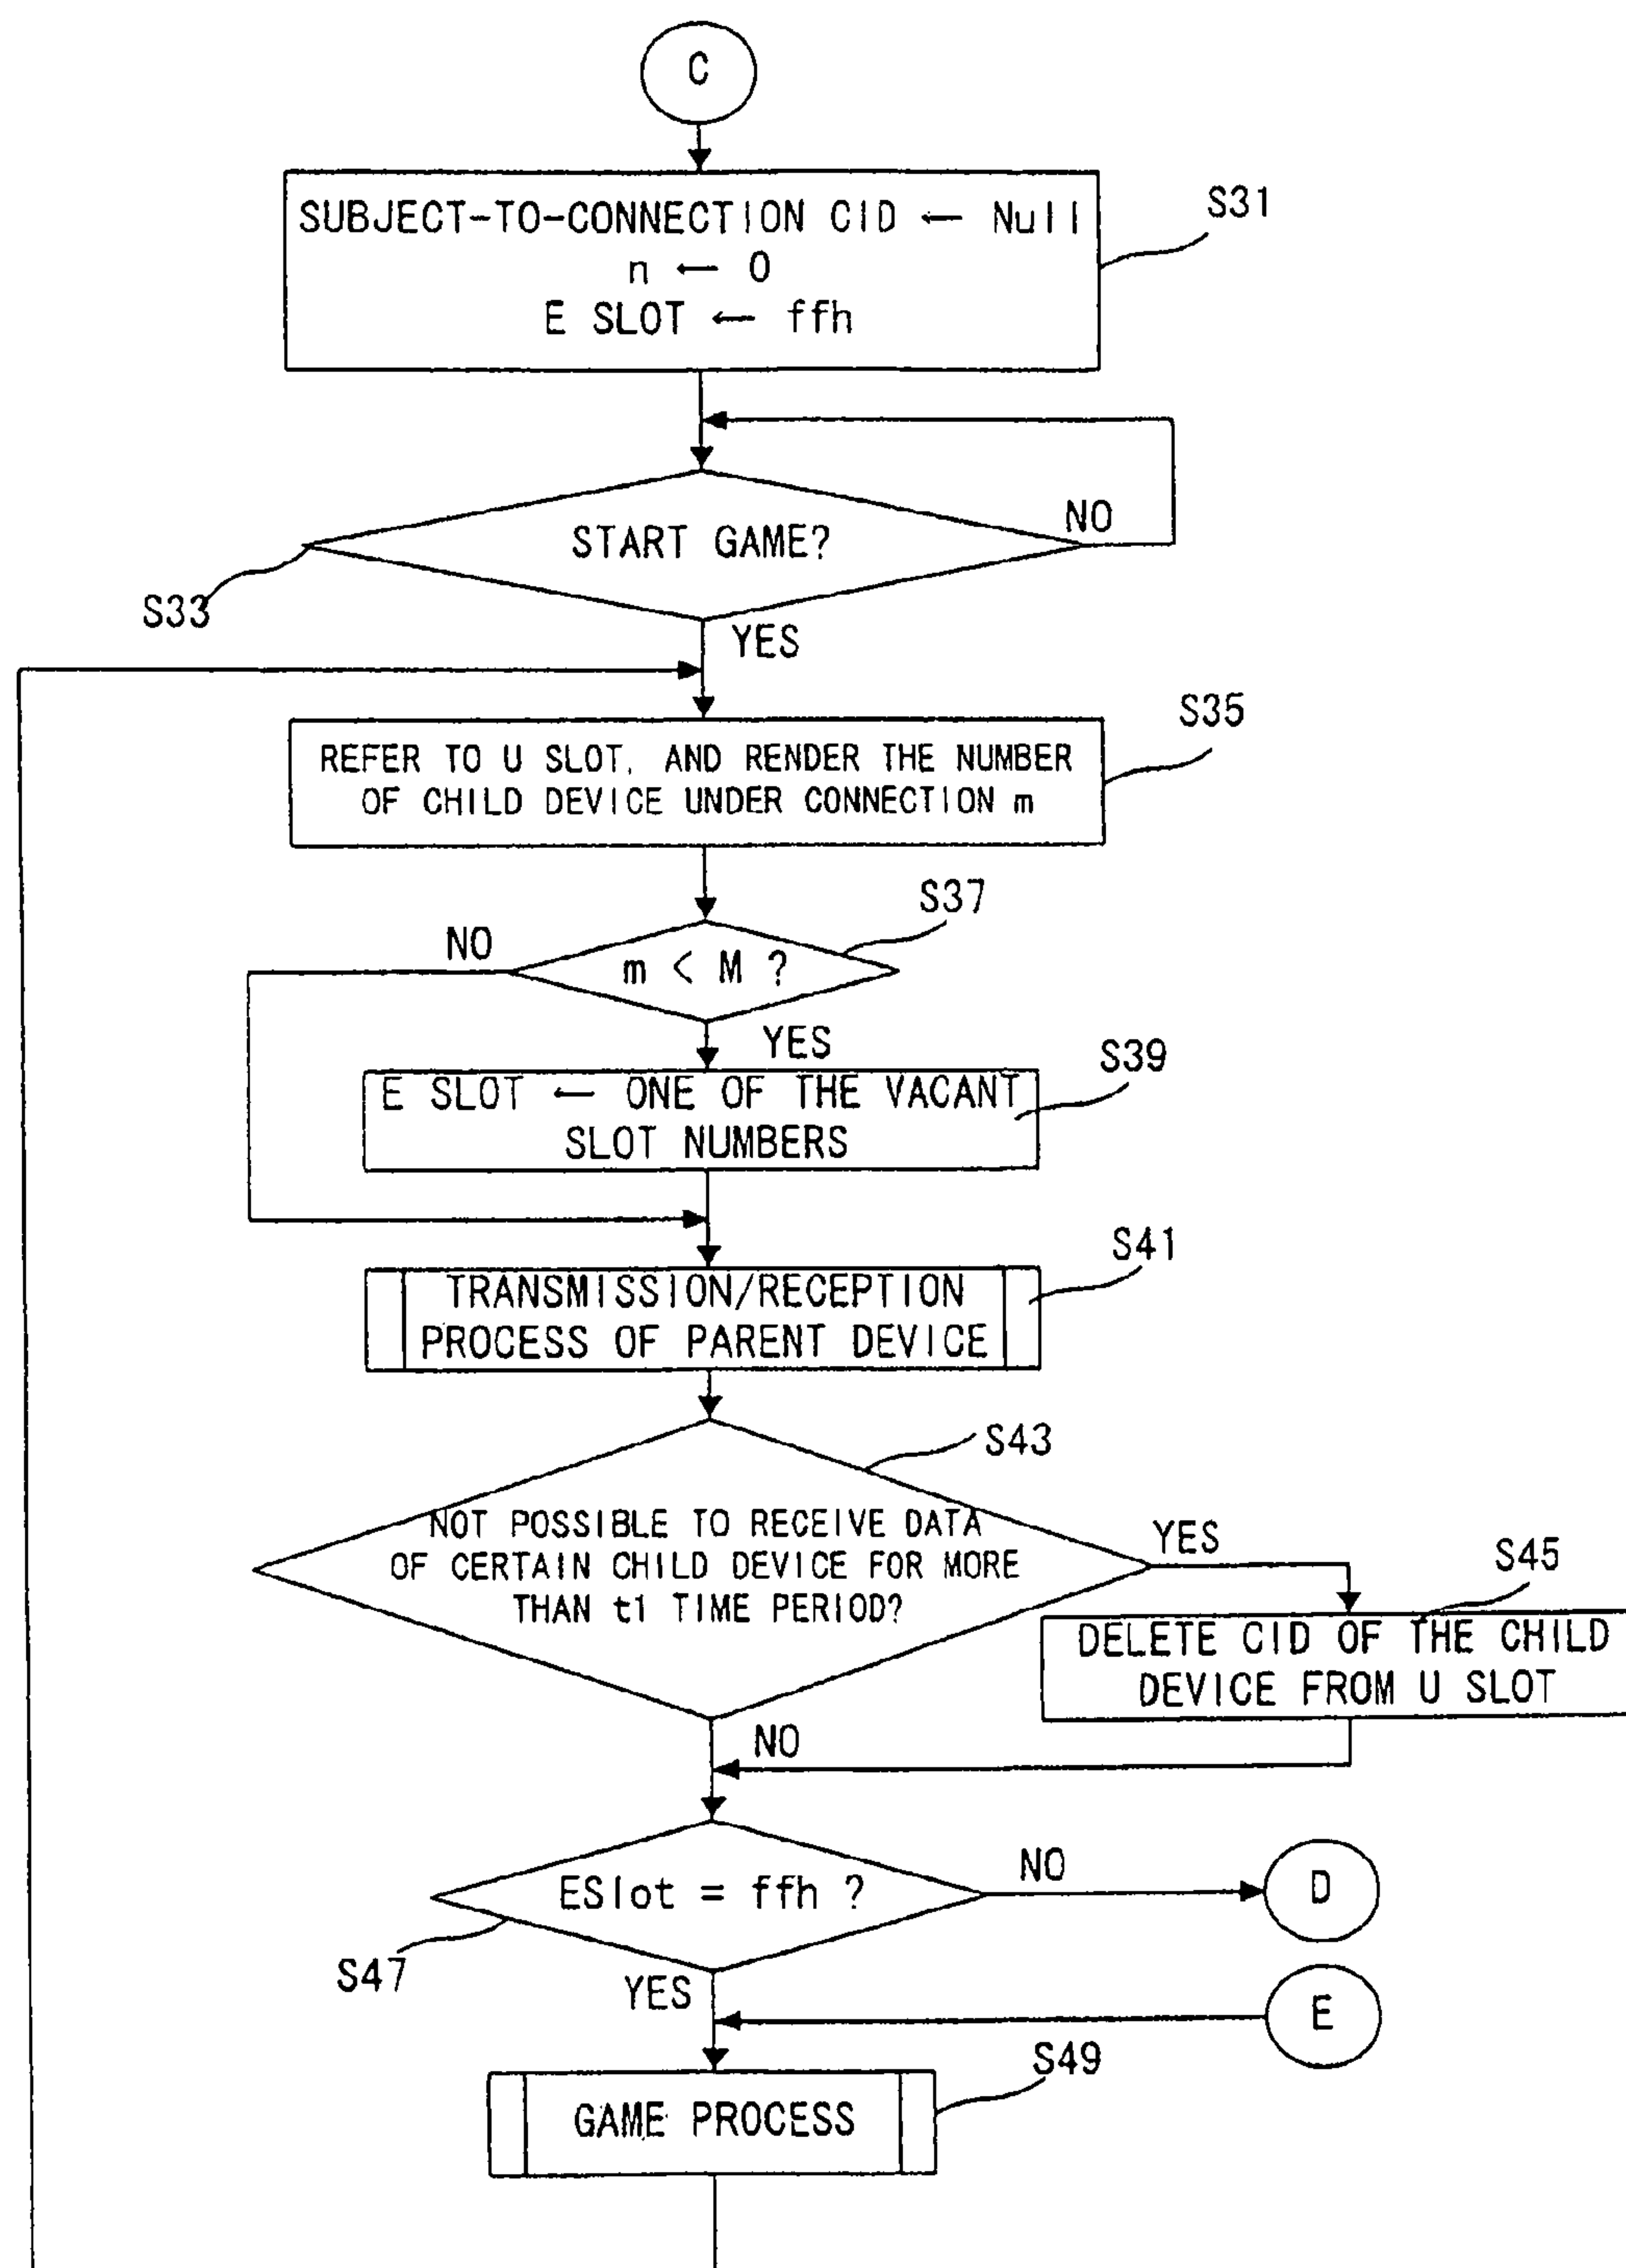 C
SUBJECT-TO-CONNECTION CID ← Null
n ← 0
E SLOT ← ffh
S31
START GAME?
NO
S33
YES
S35
REFER TO U SLOT, AND RENDER THE NUMBER
OF CHILD DEVICE UNDER CONNECTION m
S37
NO
m < M ?
YES
S39
E SLOT ← ONE OF THE VACANT
SLOT NUMBERS
S41
TRANSMISSION/RECEPTION
PROCESS OF PARENT DEVICE
S43
NOT POSSIBLE TO RECEIVE DATA
OF CERTAIN CHILD DEVICE FOR MORE
THAN t1 TIME PERIOD?
YES
S45
DELETE CID OF THE CHILD
DEVICE FROM U SLOT
NO
ESlot = ffh ?
NO
D
S47
YES
E
S49
GAME PROCESS